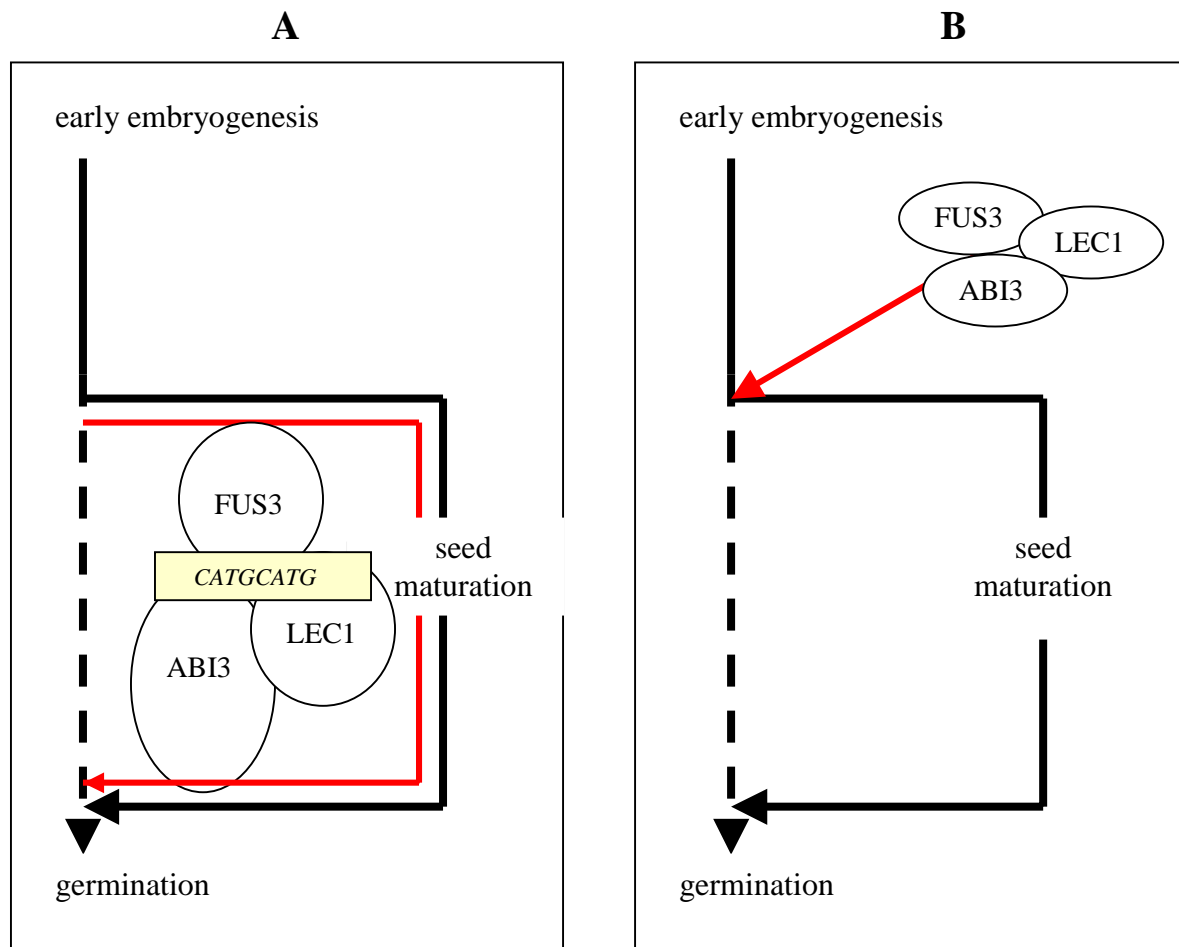 A
early embryogenesis
FUS3
CATGCATG
LEC1
ABI3
seed
maturation
germination
B
early embryogenesis
FUS3
LEC1
ABI3
seed
maturation
germination